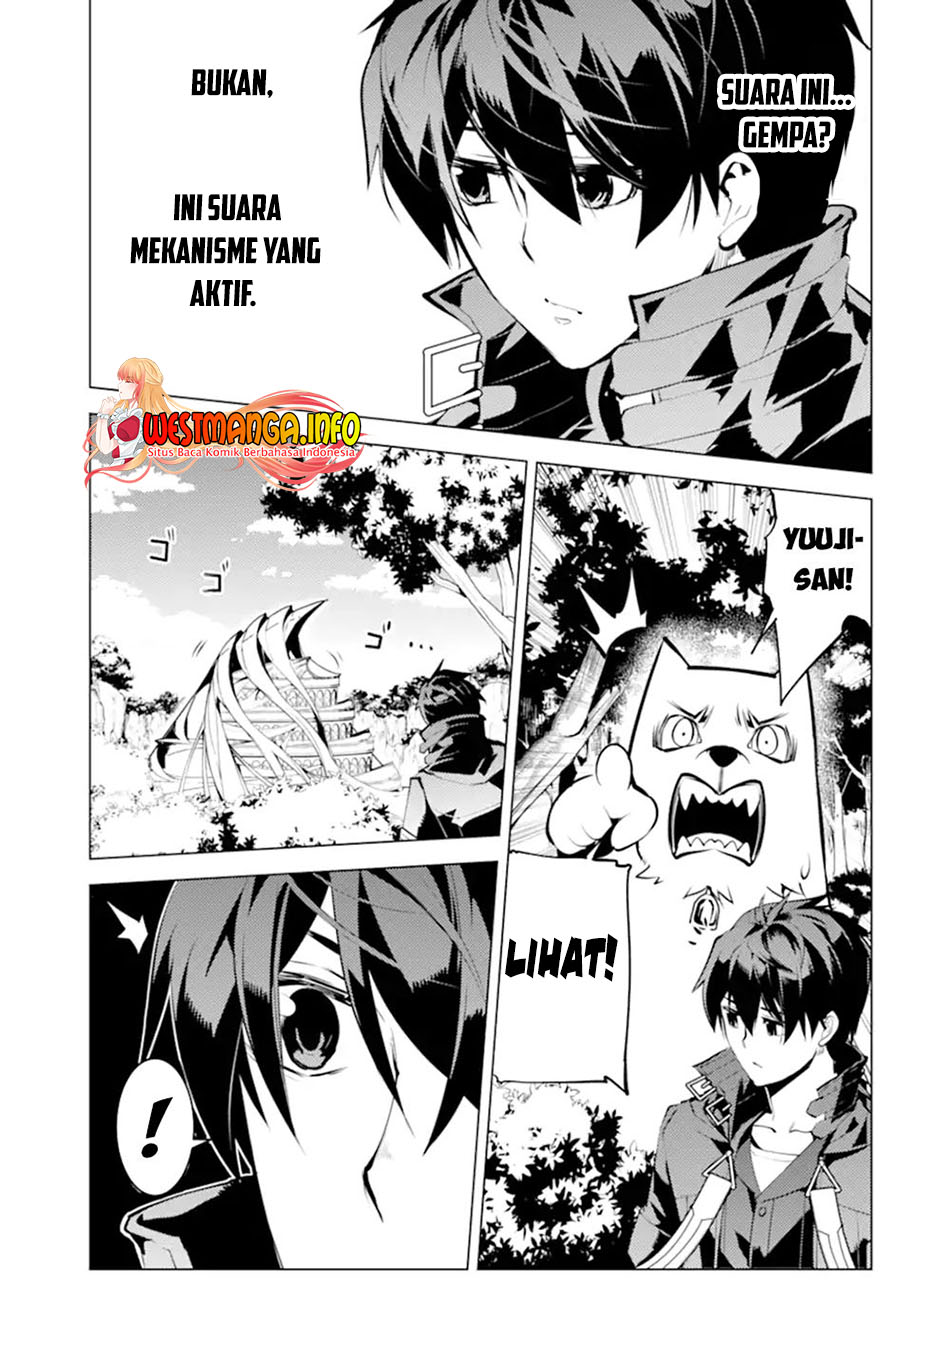 SUARA INI...
GEMPA?
BUKAN,
INI SUARA
MEKANISME YANG
AKTIF.
WESTMANGA.INFO
Situs Baca Komik Berbahasa Indonesia
YUUJI-
SAN!
LIHAT!
ゴ
ゴ
ゴ...
!